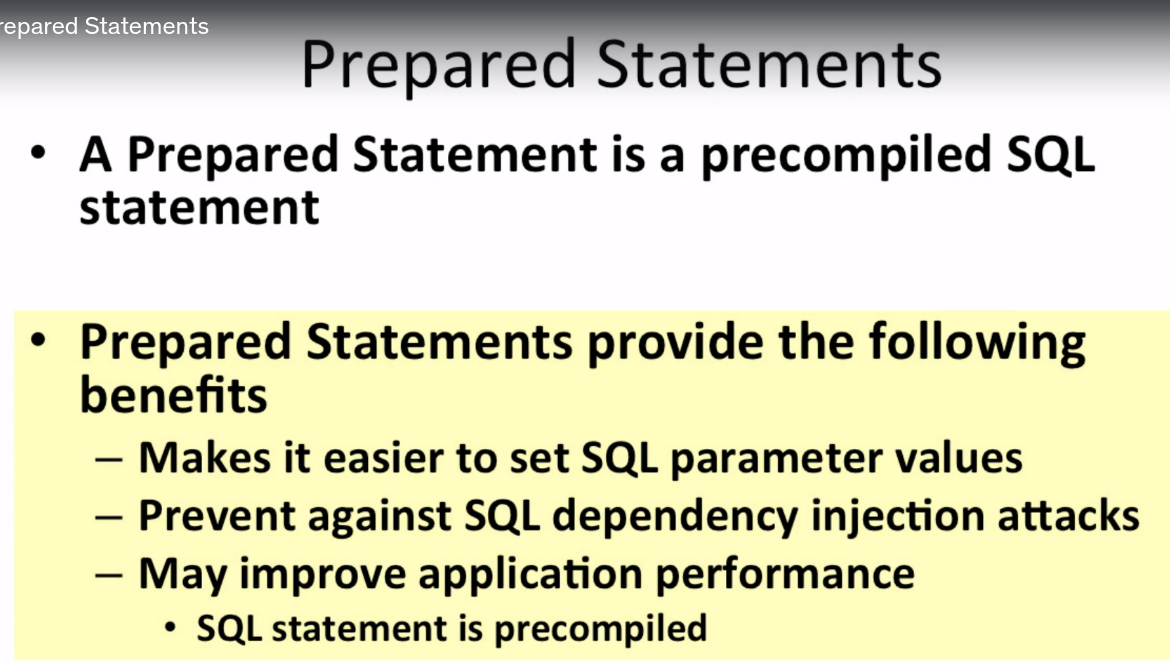 repared Statements
Prepared Statements
• A Prepared Statement is a precompiled SQL
statement
• Prepared Statements provide the following
benefits
– Makes it easier to set SQL parameter values
– Prevent against SQL dependency injection attacks
– May improve application performance
• SQL statement is precompiled